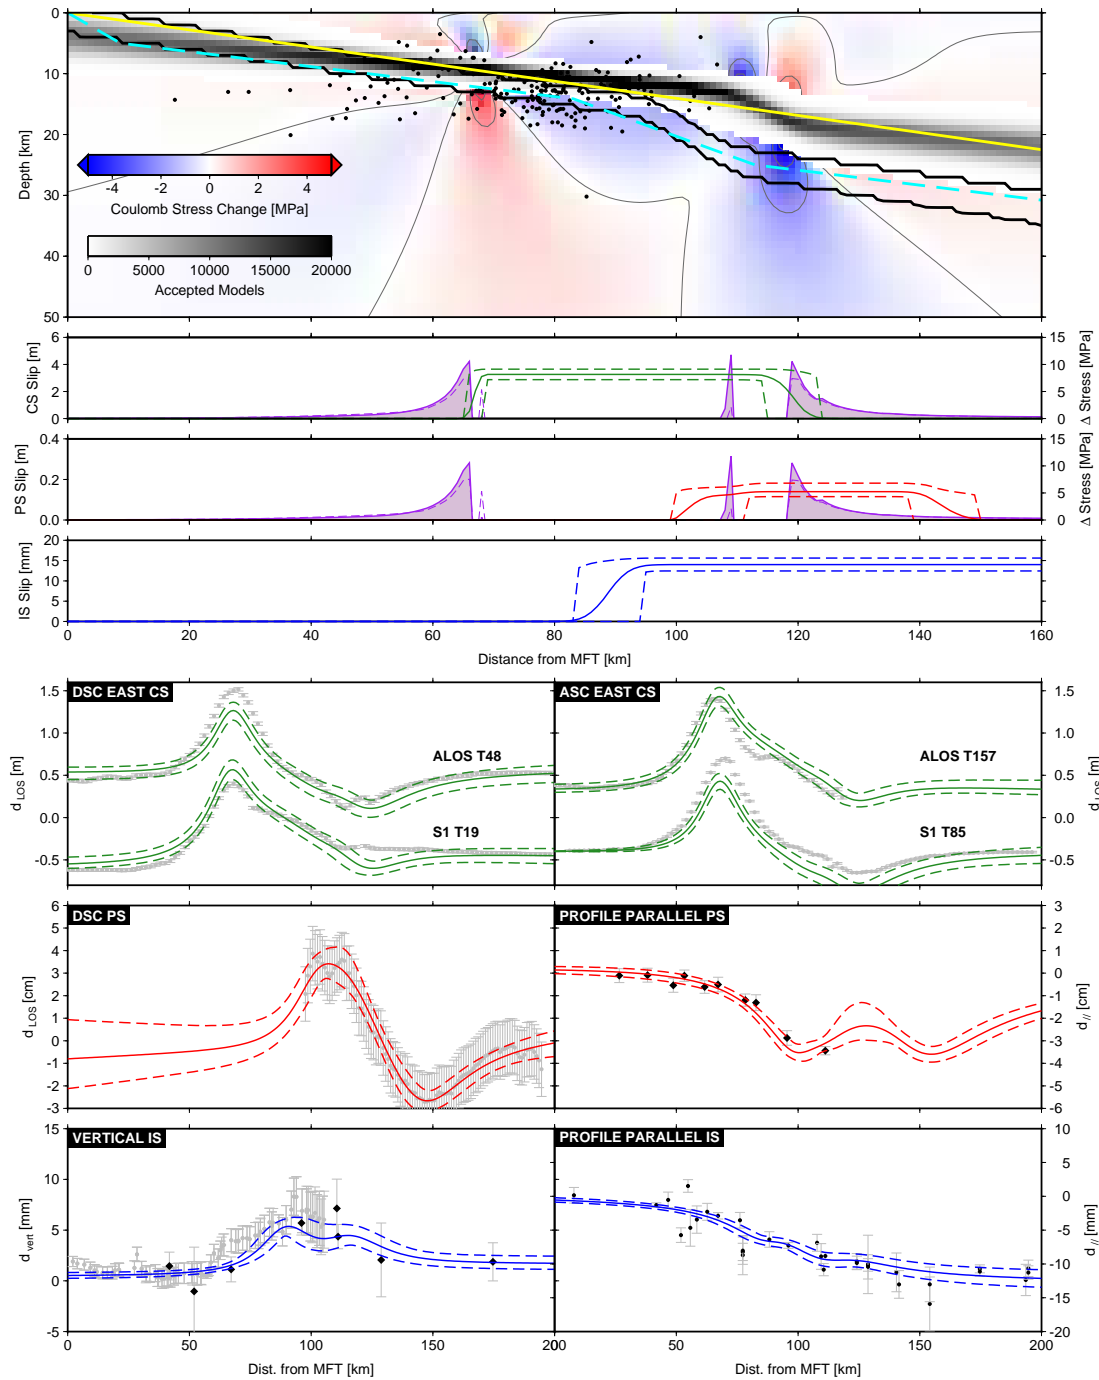 0
10
20
30
40
50
Depth [km]
−4 −2 0 2 4
Coulomb Stress Change [MPa]
0 5000 10000 15000 20000
Accepted Models
6
4
2
0
CS Slip [m]
15
10
5
0
Δ Stress [MPa]
0.4
0.2
0.0
PS Slip [m]
15
10
5
0
Δ Stress [MPa]
20
15
10
5
0
IS Slip [mm]
0 20 40 60 80 100 120 140 160
Distance from MFT [km]
DSC EAST CS
ALOS T48
S1 T19
1.5
1.0
0.5
0.0
−0.5
d LOS [m]
ASC EAST CS
ALOS T157
S1 T85
1.5
1.0
0.5
0.0
−0.5
d LOS [m]
DSC PS
6
5
4
3
2
1
0
−1
−2
−3
d LOS [cm]
PROFILE PARALLEL PS
3
2
1
0
−1
−2
−3
−4
−5
−6
d // [cm]
VERTICAL IS
15
10
5
0
−5
d vert [mm]
PROFILE PARALLEL IS
10
5
0
−5
−10
−15
−20
d // [mm]
0 50 100 150 200 50 100 150 200
Dist. from MFT [km] Dist. from MFT [km]